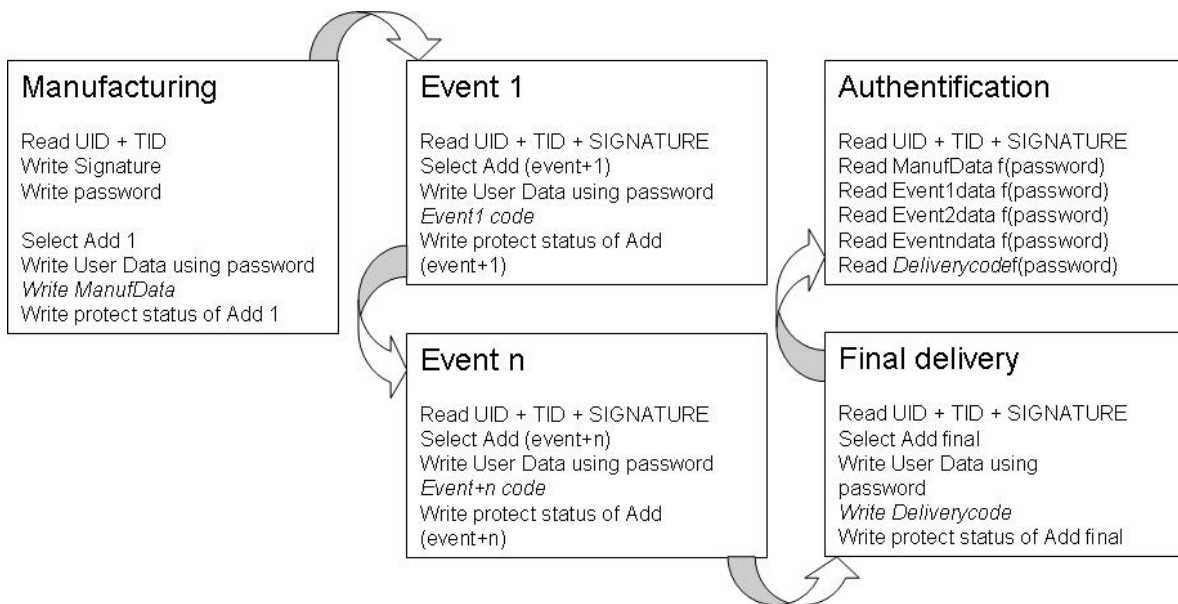 Manufacturing
Read UID + TID
Write Signature
Write password
Select Add 1
Write User Data using password
Write ManufData
Write protect status of Add 1
Event 1
Read UID + TID + SIGNATURE
Select Add (event+1)
Write User Data using password
Event1 code
Write protect status of Add
(event+1)
Event n
Read UID + TID + SIGNATURE
Select Add (event+n)
Write User Data using password
Event+n code
Write protect status of Add
(event+n)
Final delivery
Read UID + TID + SIGNATURE
Select Add final
Write User Data using
password
Write Deliverycode
Write protect status of Add final
Authentification
Read UID + TID + SIGNATURE
Read ManufData f(password)
Read Event1data f(password)
Read Event2data f(password)
Read Eventndata f(password)
Read Deliverycodef(password)